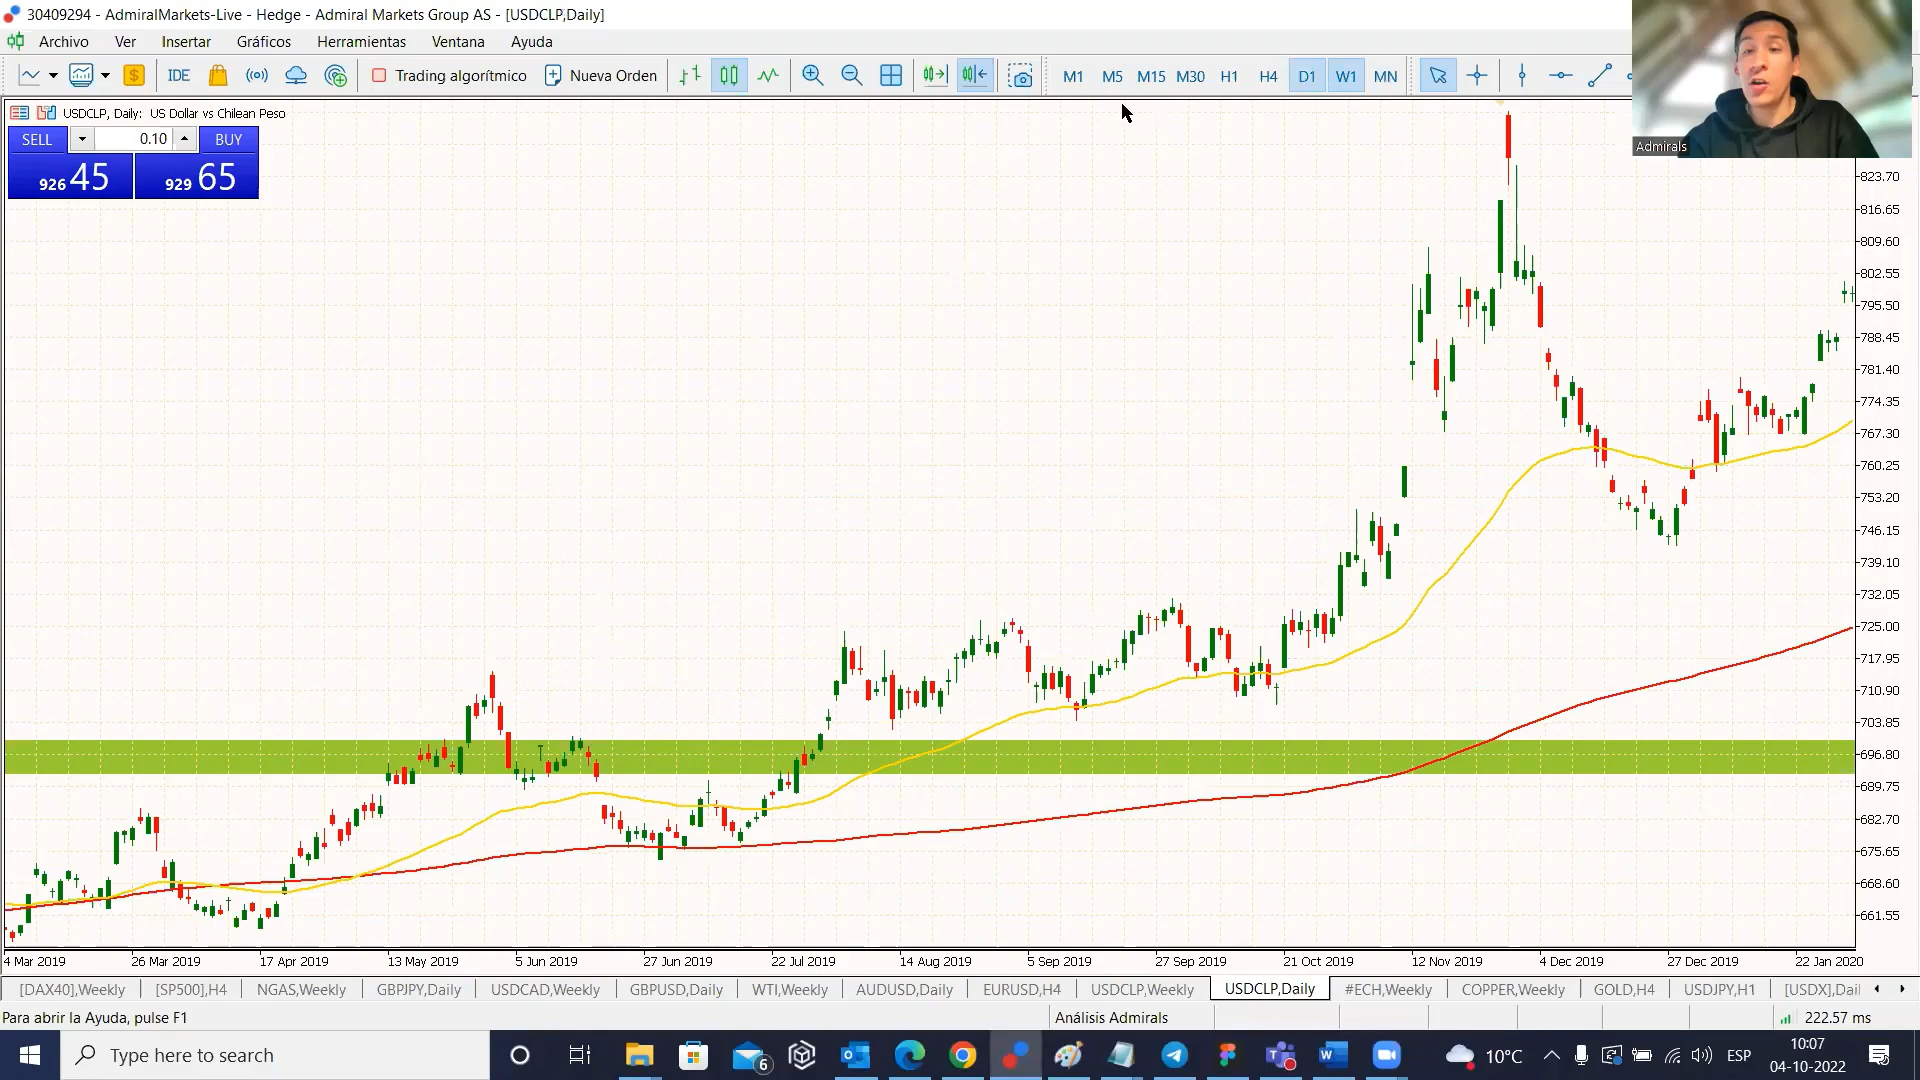 30409294 - AdmiralMarkets-Live - Hedge - Admiral Markets Group AS - [USDCLP,Daily]
Archivo Ver Insertar Gráficos Herramientas Ventana Ayuda
IDE Trading algorítmico Nueva Orden M1 M5 M15 M30 H1 H4 D1 W1 MN
Admirals
USDCLP, Daily: US Dollar vs Chilean Peso
SELL 0.10 BUY
926 45 929 65
823.70
816.65
809.60
802.55
795.50
788.45
781.40
774.35
767.30
760.25
753.20
746.15
739.10
732.05
725.00
717.95
710.90
703.85
696.80
689.75
682.70
675.65
668.60
661.55
4 Mar 2019 26 Mar 2019 17 Apr 2019 13 May 2019 5 Jun 2019 27 Jun 2019 22 Jul 2019 14 Aug 2019 5 Sep 2019 27 Sep 2019 21 Oct 2019 12 Nov 2019 4 Dec 2019 27 Dec 2019 22 Jan 2020
[DAX40],Weekly [SP500],H4 NGAS,Weekly GBPJPY,Daily USDCAD,Weekly GBPUSD,Daily WTI,Weekly AUDUSD,Daily EURUSD,H4 USDCLP,Weekly USDCLP,Daily #ECH,Weekly COPPER,Weekly GOLD,H4 USDJPY,H1 [USDX],Dail
Para abrir la Ayuda, pulse F1 Análisis Admirals 222.57 ms
Type here to search 6 10°C ESP 10:07
04-10-2022